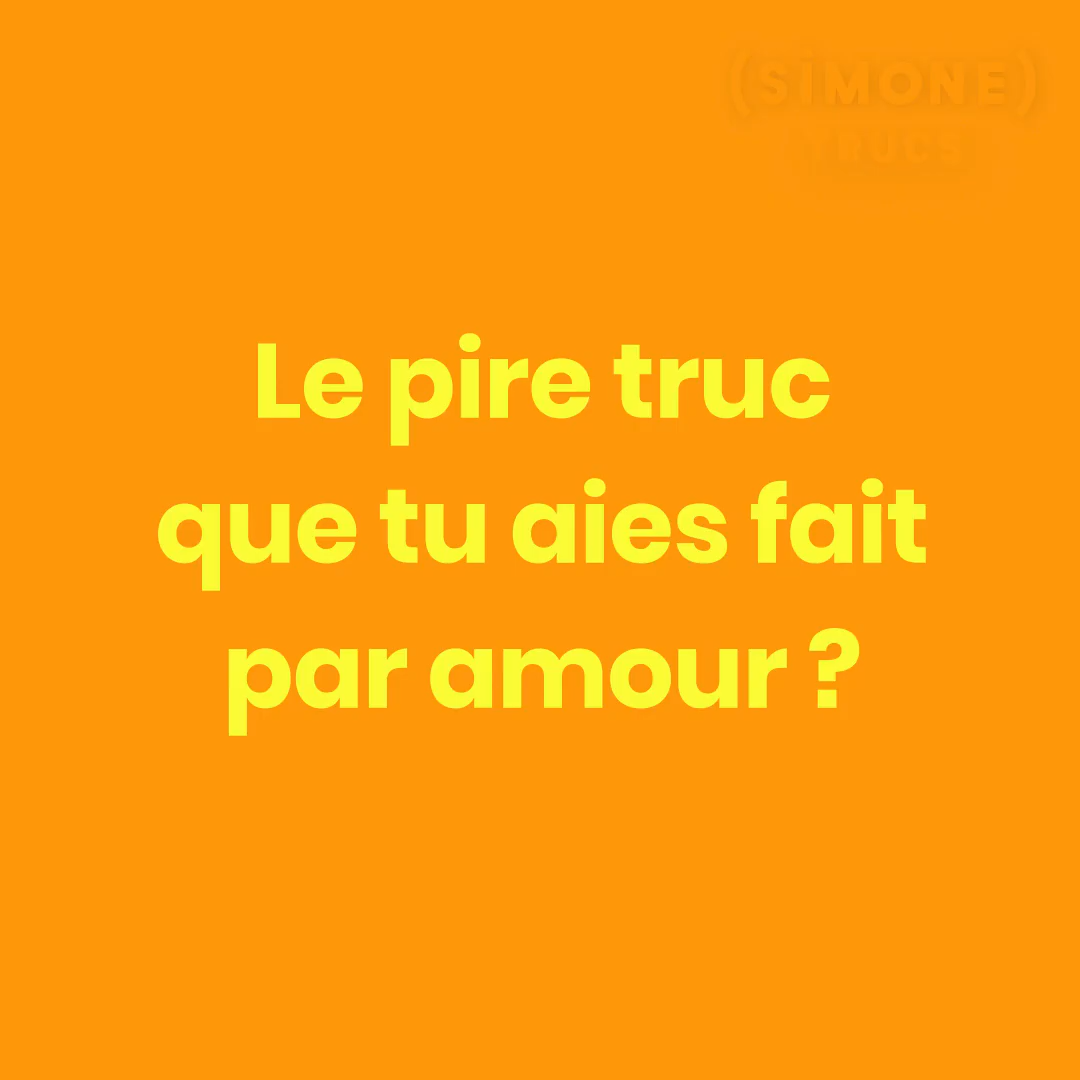 (SIMONE)
TRUCS
Le pire truc
que tu aies fait
par amour ?